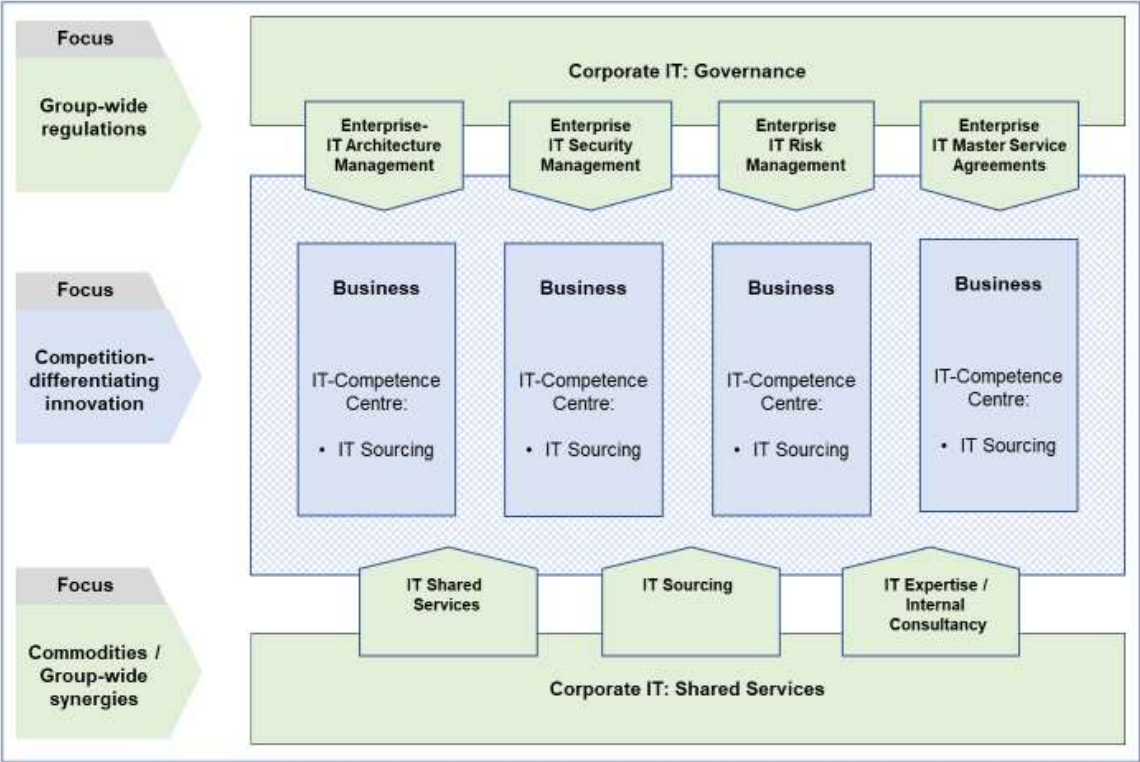 Focus
Group-wide
regulations
Corporate IT: Governance
Enterprise-
IT Architecture
Management
Enterprise
IT Security
Management
Enterprise
IT Risk
Management
Enterprise
IT Master Service
Agreements
Focus
Competition-
differentiating
innovation
Business
IT-Competence
Centre:
• IT Sourcing
Business
IT-Competence
Centre:
• IT Sourcing
Business
IT-Competence
Centre:
• IT Sourcing
Business
IT-Competence
Centre:
• IT Sourcing
Focus
Commodities /
Group-wide
synergies
IT Shared
Services
IT Sourcing
IT Expertise /
Internal
Consultancy
Corporate IT: Shared Services